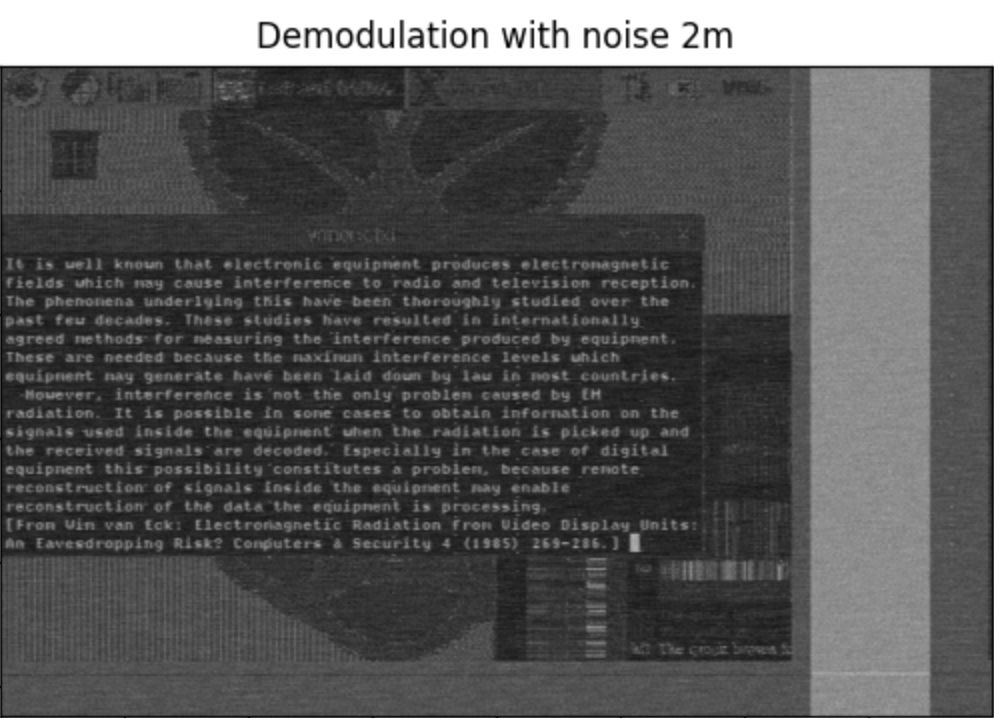 Demodulation with noise 2m
It is well known that electronic equipment produces electromagnetic
fields which may cause interference to radio and television reception.
The phenomena underlying this have been thoroughly studied over the
past few decades. These studies have resulted in internationally
agreed methods for measuring the interference produced by equipment.
These are needed because the maximum interference levels which
equipment may generate have been laid down by law in most countries.
However, interference is not the only problem caused by EM
radiation. It is possible in some cases to obtain information on the
signals used inside the equipment when the radiation is picked up and
the received signals are decoded. Especially in the case of digital
equipment this possibility constitutes a problem, because remote
reconstruction of signals inside the equipment may enable
reconstruction of the data the equipment is processing.
[From Wim van Eck: Electromagnetic Radiation from Video Display Units:
An Eavesdropping Risk? Computers & Security 4 (1985) 269-286.]
The quick brown